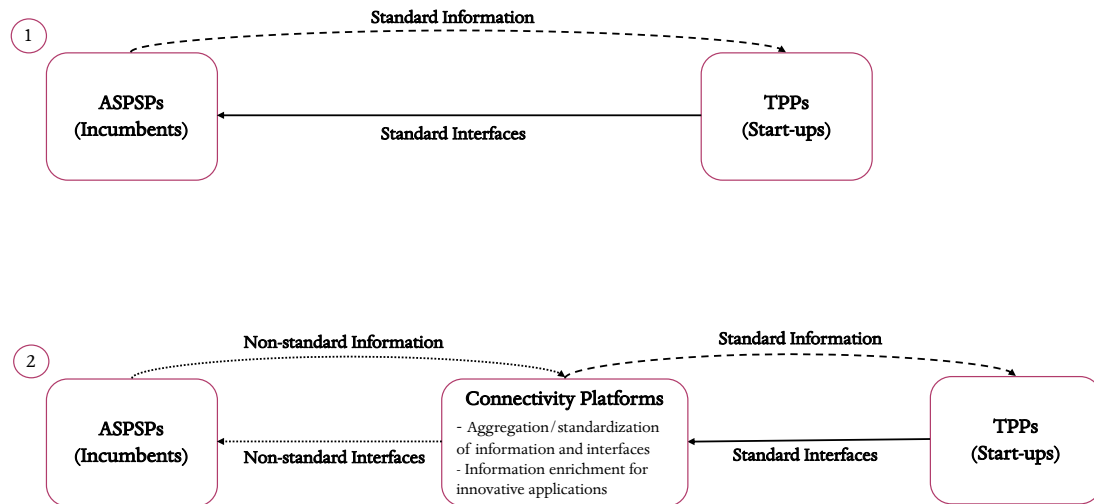 1
Standard Information
ASPSPs
(Incumbents)
TPPs
(Start-ups)
Standard Interfaces
2
Non-standard Information
Standard Information
ASPSPs
(Incumbents)
Connectivity Platforms
- Aggregation/standardization
of information and interfaces
- Information enrichment for
innovative applications
TPPs
(Start-ups)
Non-standard Interfaces
Standard Interfaces